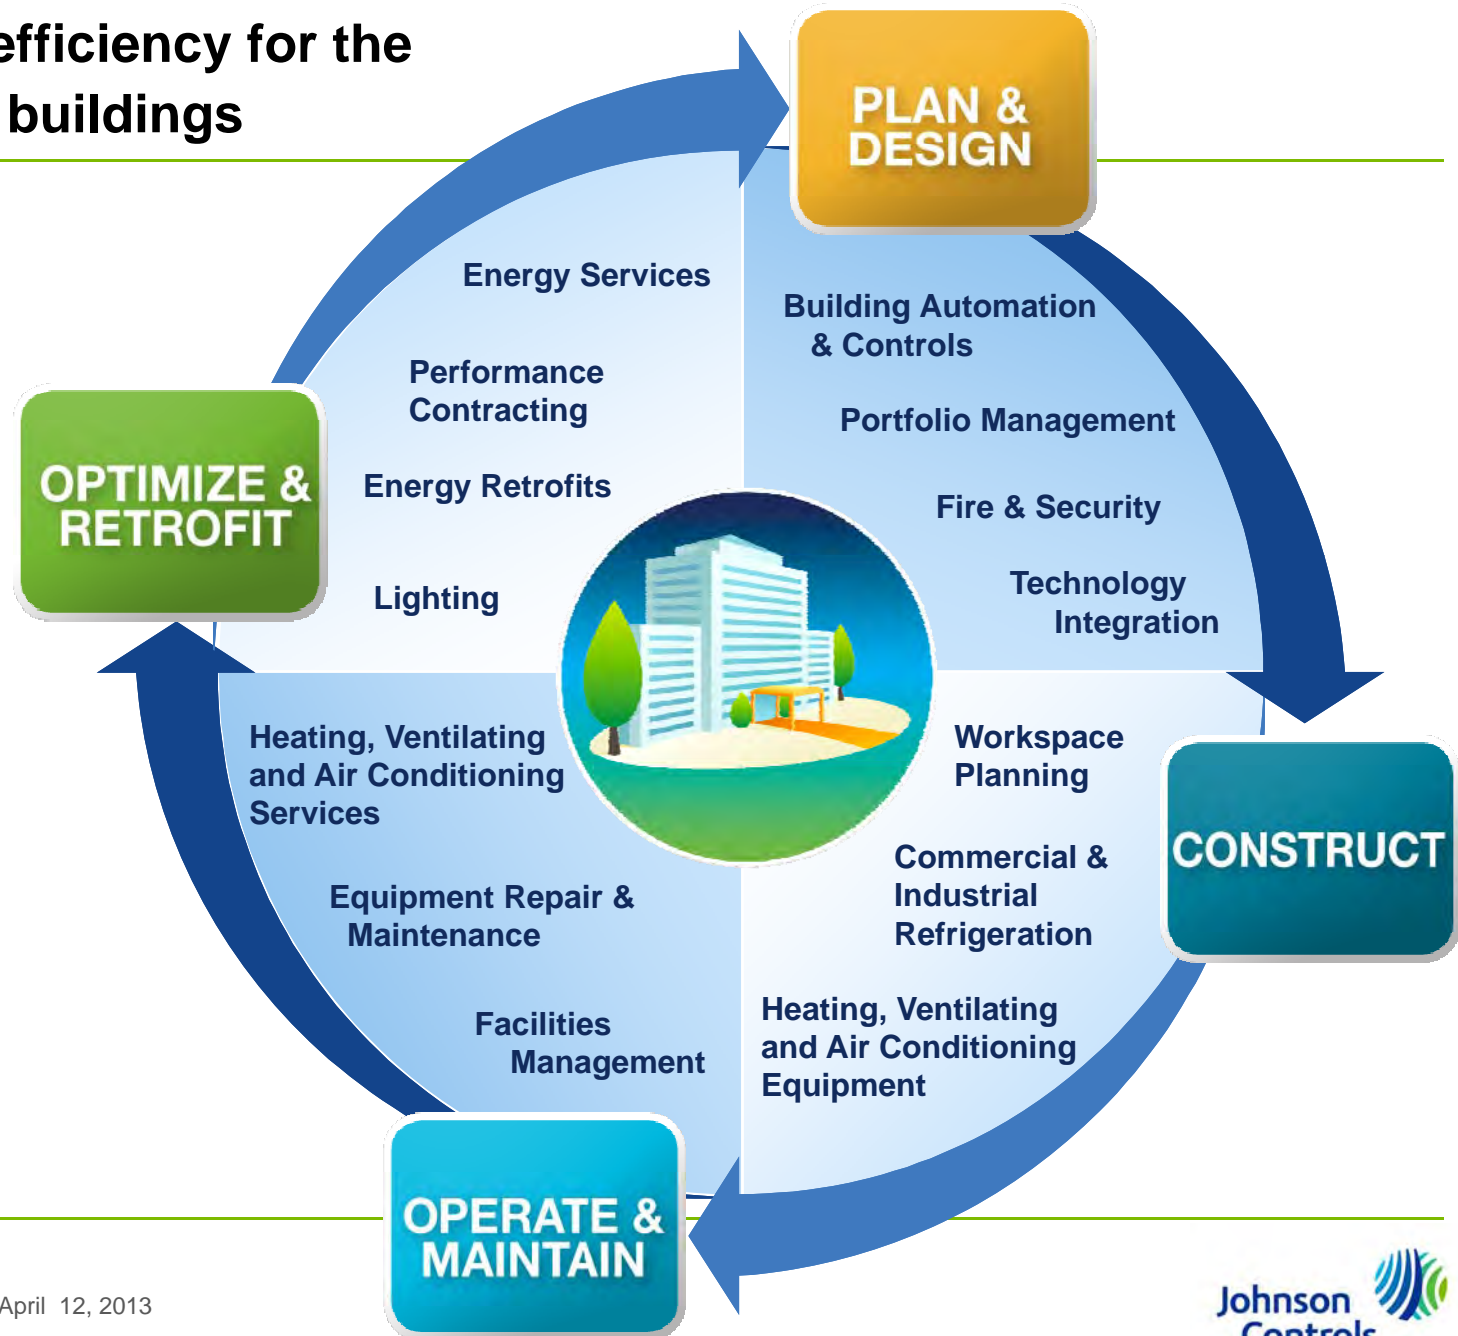 efficiency for the
buildings
PLAN &
DESIGN
Energy Services
Building Automation
& Controls
Performance
Contracting
Portfolio Management
OPTIMIZE &
RETROFIT
Energy Retrofits
Fire & Security
Lighting
Technology
Integration
Heating, Ventilating
and Air Conditioning
Services
Workspace
Planning
CONSTRUCT
Commercial &
Industrial
Refrigeration
Equipment Repair &
Maintenance
Facilities
Management
Heating, Ventilating
and Air Conditioning
Equipment
OPERATE &
MAINTAIN
April 12, 2013
Johnson
Controls